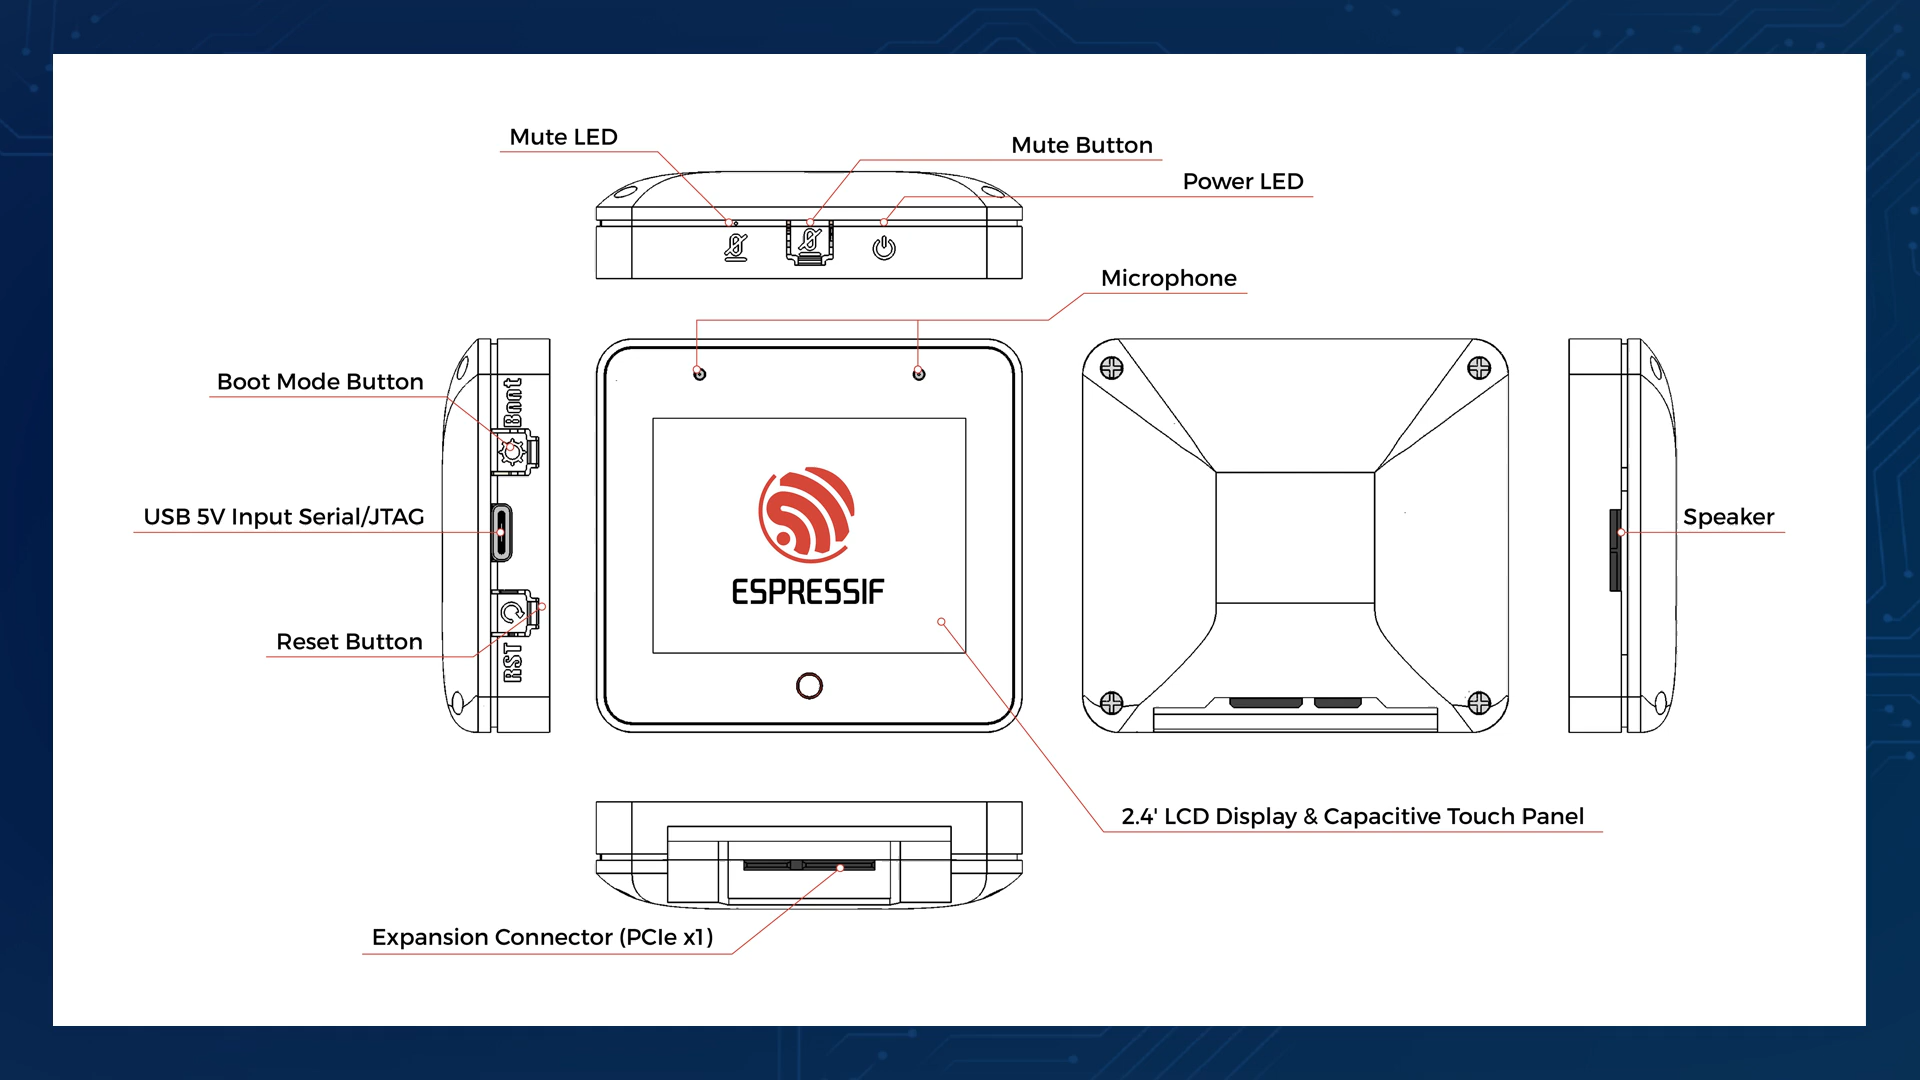 Mute LED
Mute Button
Power LED
Microphone
Boot Mode Button
Boot
USB 5V Input Serial/JTAG
Speaker
ESPRESSIF
Reset Button
RST
2.4' LCD Display & Capacitive Touch Panel
Expansion Connector (PCIe x1)